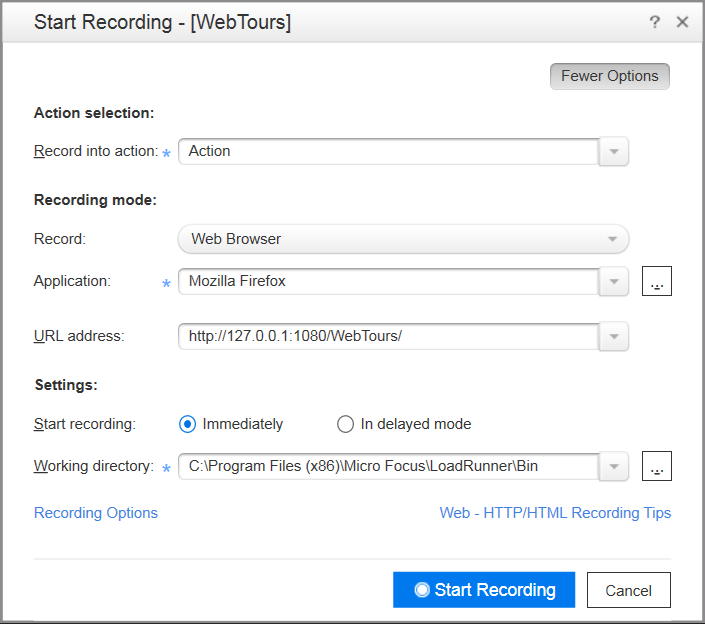 Start Recording - [WebTours] ? ×
Fewer Options
Action selection:
Record into action: * Action
Recording mode:
Record: Web Browser
Application: * Mozilla Firefox ...
URL address: http://127.0.0.1:1080/WebTours/
Settings:
Start recording: Immediately In delayed mode
Working directory: * C:\Program Files (x86)\Micro Focus\LoadRunner\Bin ...
Recording Options Web - HTTP/HTML Recording Tips
Start Recording Cancel